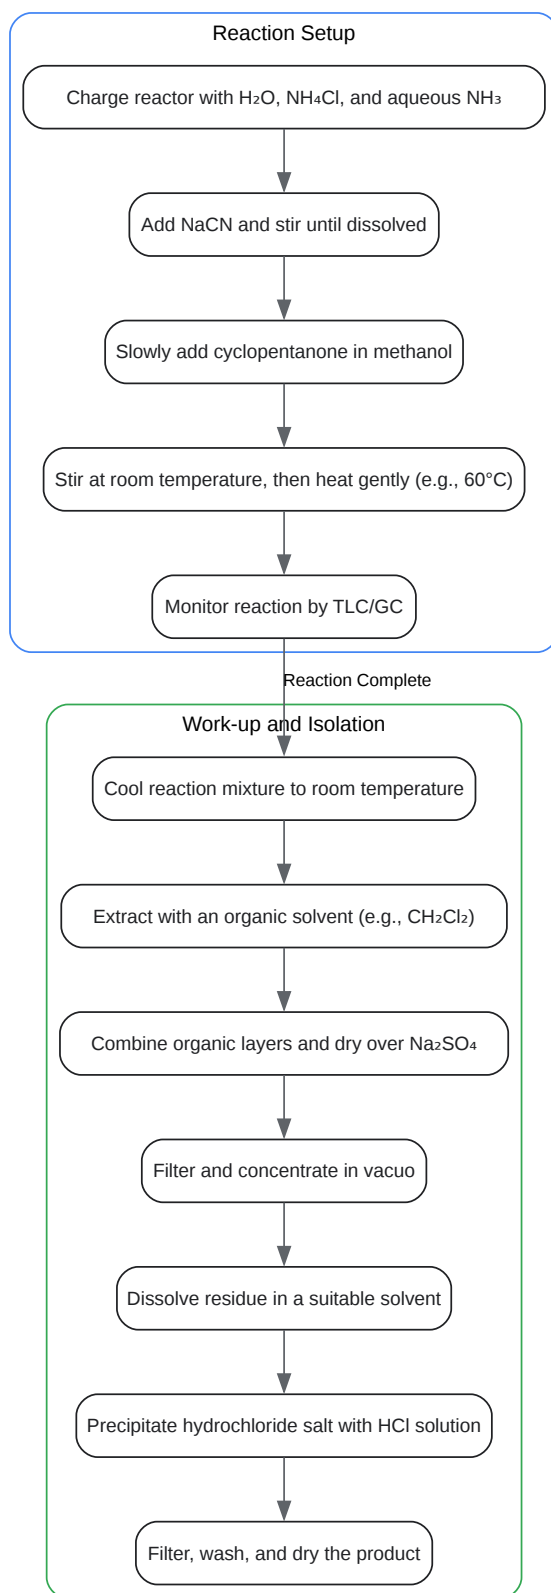 Reaction Setup
Charge reactor with H₂O, NH₄Cl, and aqueous NH₃
Add NaCN and stir until dissolved
Slowly add cyclopentanone in methanol
Stir at room temperature, then heat gently (e.g., 60°C)
Monitor reaction by TLC/GC
Reaction Complete
Work-up and Isolation
Cool reaction mixture to room temperature
Extract with an organic solvent (e.g., CH₂Cl₂)
Combine organic layers and dry over Na₂SO₄
Filter and concentrate in vacuo
Dissolve residue in a suitable solvent
Precipitate hydrochloride salt with HCl solution
Filter, wash, and dry the product